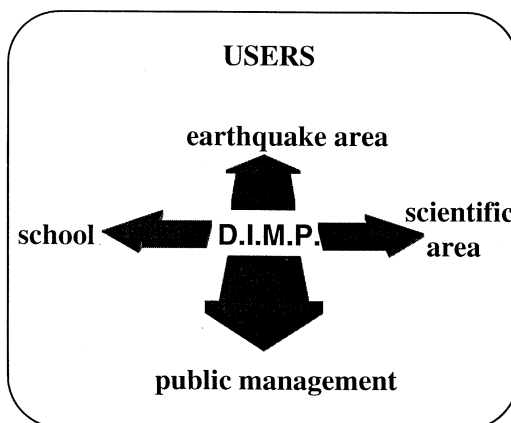 USERS
earthquake area
school
D.I.M.P.
scientific
area
public management